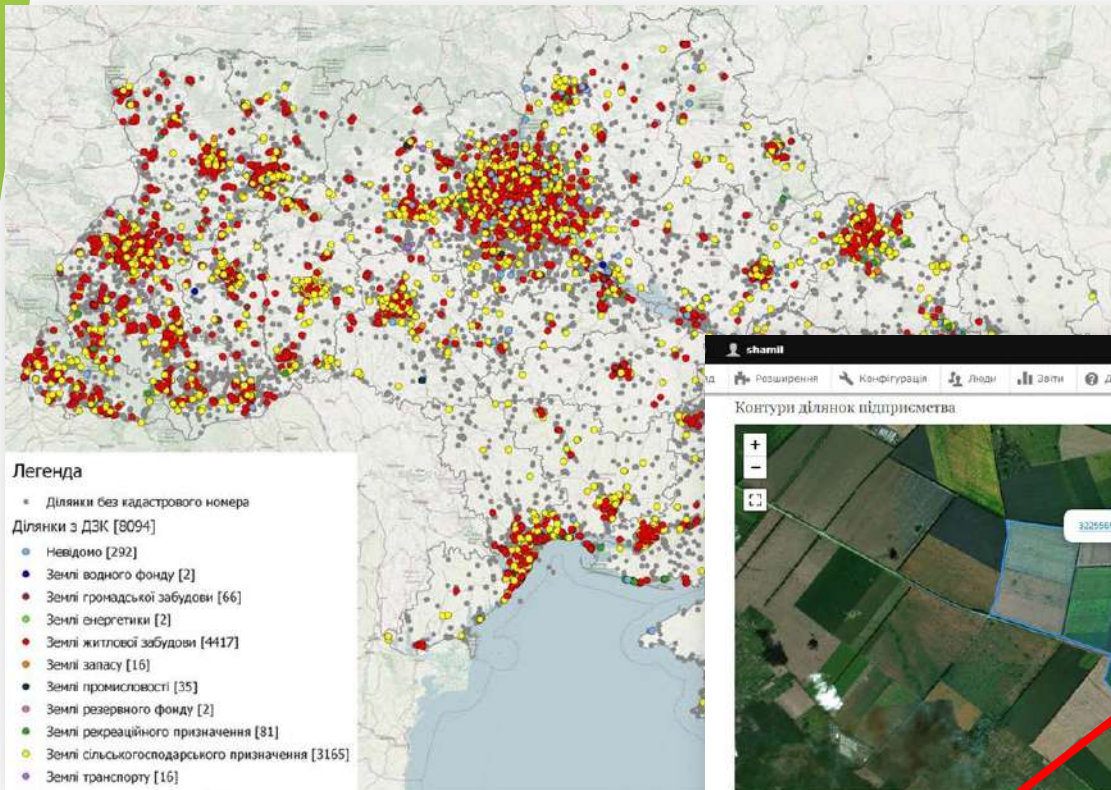 Легенда
Ділянки без кадастрового номера
Ділянки з ДЗК [8094]
Невідомо [292]
Землі водного фонду [2]
Землі громадської забудови [66]
Землі енергетики [2]
Землі житлової забудови [4417]
Землі запасу [16]
Землі промисловості [35]
Землі резервного фонду [2]
Землі рекреаційного призначення [81]
Землі сільськогосподарського призначення [3165]
Землі транспорту [16]
shamil
Розширення Конфігурація Люди Звіти
Контури ділянок підприємства
+
−